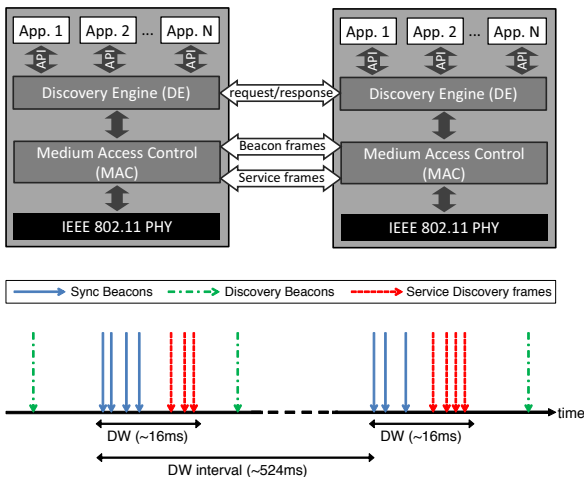 App. 1 App. 2 ... App. N
API API API
Discovery Engine (DE)
Medium Access Control
(MAC)
IEEE 802.11 PHY
request/response
Beacon frames
Service frames
App. 1 App. 2 ... App. N
API API API
Discovery Engine (DE)
Medium Access Control
(MAC)
IEEE 802.11 PHY
Sync Beacons Discovery Beacons Service Discovery frames
time
DW (~16ms) DW (~16ms)
DW interval (~524ms)